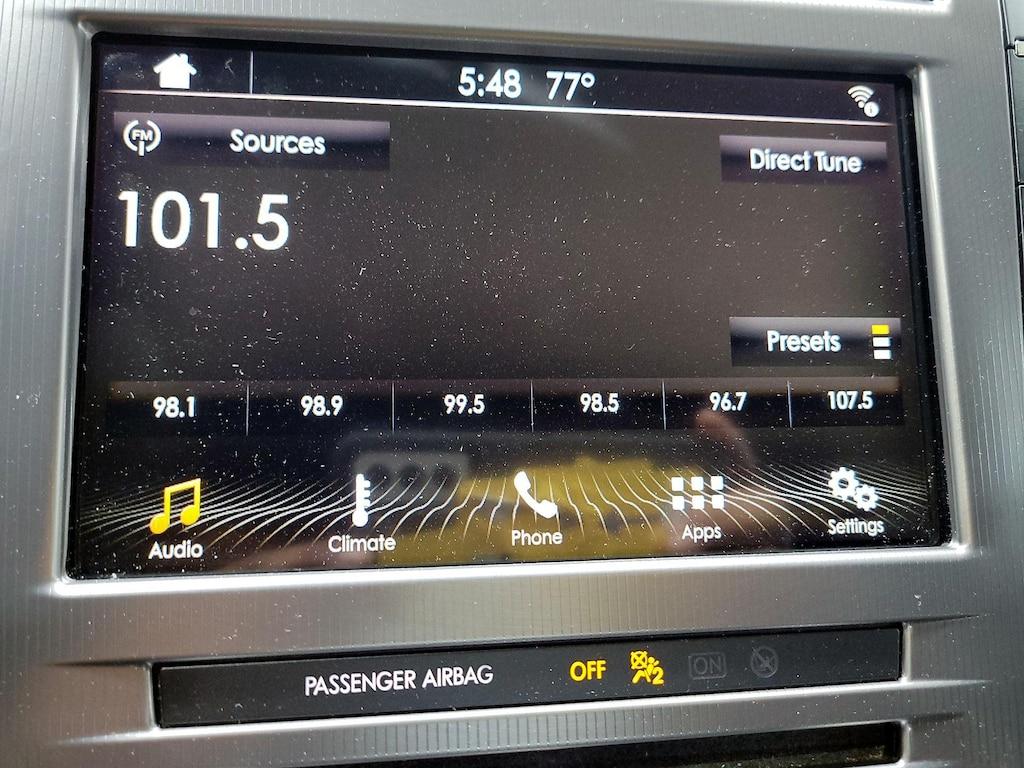 5:48 77°
FM Sources
Direct Tune
101.5
Presets
98.1 98.9 99.5 98.5 96.7 107.5
Audio Climate Phone Apps Settings
PASSENGER AIRBAG OFF 2 ON